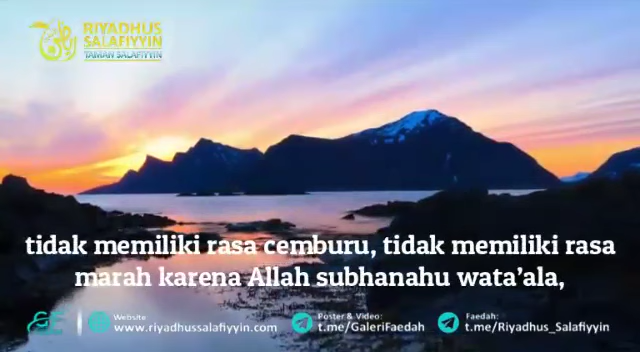 RIYADHUS
SALAFIYYIN
TAMAN SALAFIYYIN
tidak memiliki rasa cemburu, tidak memiliki rasa
marah karena Allah subhanahu wata'ala,
Website
www.riyadhussalafiyyin.com
Poster & Video:
t.me/GaleriFaedah
Faedah:
t.me/Riyadhus_Salafiyyin